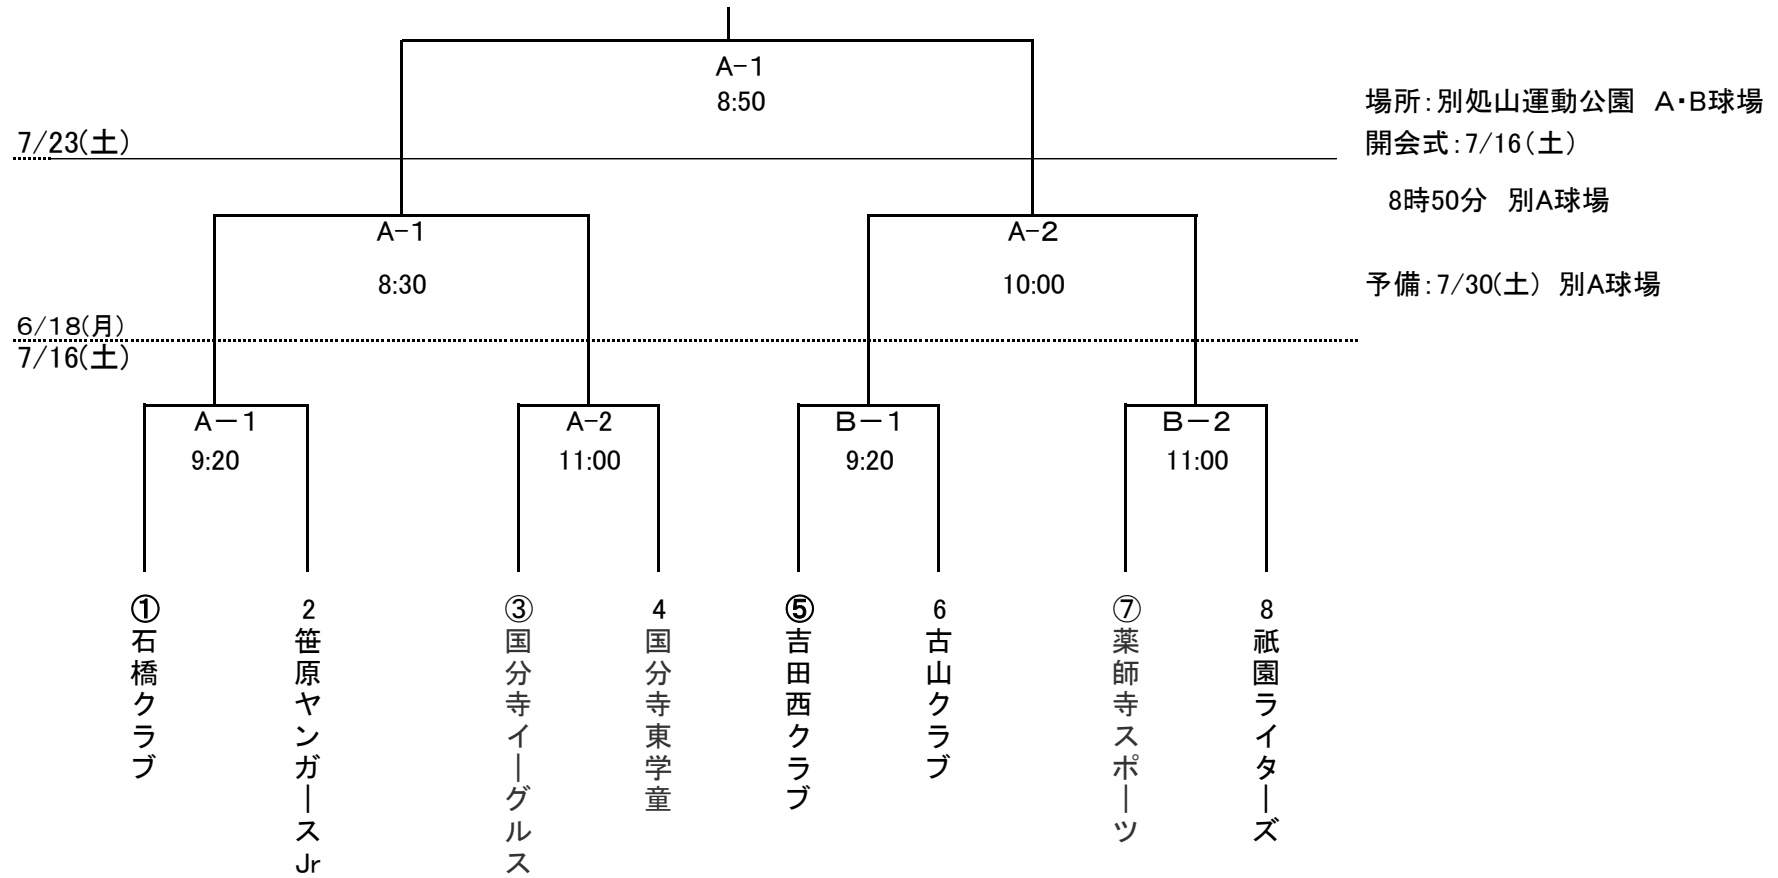 A-1
8:50
場所:別処山運動公園 A・B球場
7/23(土)
開会式:7/16(土)
8時50分 別A球場
A-1
A-2
8:30
10:00
予備:7/30(土) 別A球場
6/18(月)
7/16(土)
A-1
A-2
B-1
B-2
9:20
11:00
9:20
11:00
①石橋クラブ
2笹原ヤンガースJr
③国分寺イーグルス
4国分寺東学童
⑤吉田西クラブ
6古山クラブ
⑦薬師寺スポーツ
8祇園ライターズ